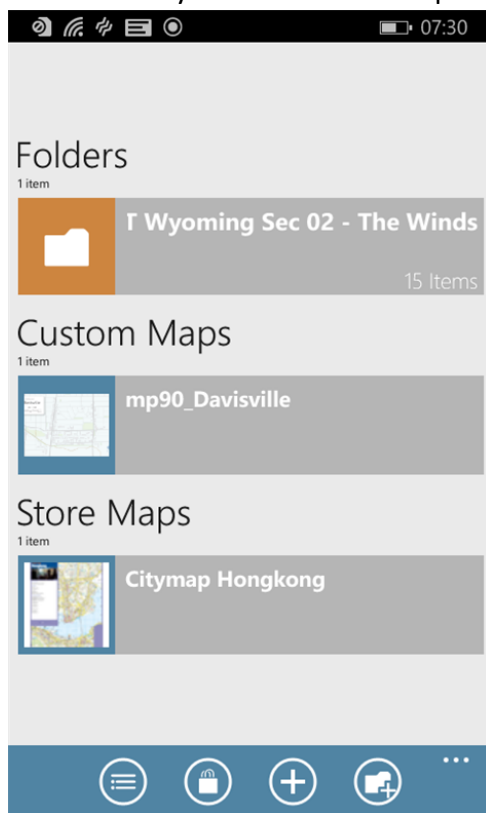 07:30
Folders
1 item
T Wyoming Sec 02 - The Winds
15 Items
Custom Maps
1 item
mp90_Davisville
Store Maps
1 item
Citymap Hongkong